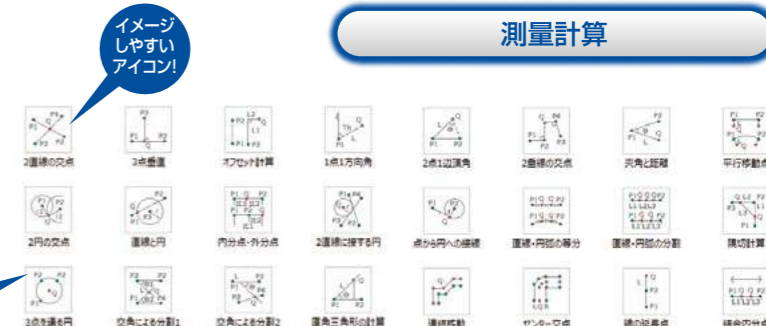 イメージ
しやすい
アイコン!
測量計算
2直線の交点
3点垂直
オフセット計算
1点1方向角
2点1辺頂角
2垂線の交点
夾角と距離
平行移動点
2円の交点
直線と円
内分点・外分点
2直線に接する円
点から円への接線
直線・円弧の等分
直線・円弧の分割
隅切計算
3点を通る円
交角による分割1
交角による分割2
直角三角形の計算
連続移動
センター交点
線の延長点